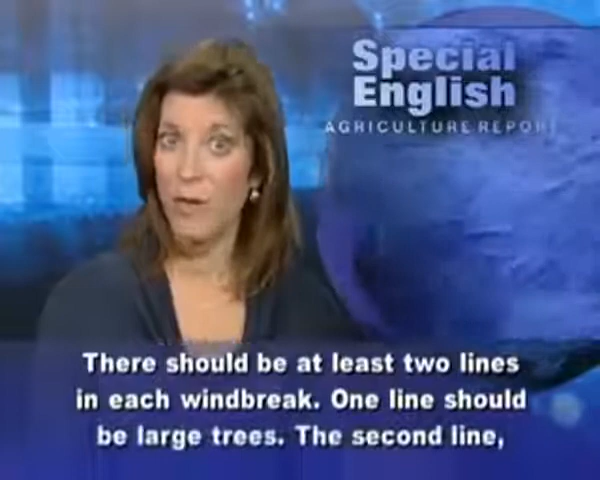 Special
English
AGRICULTURE REPORT
There should be at least two lines
in each windbreak. One line should
be large trees. The second line,